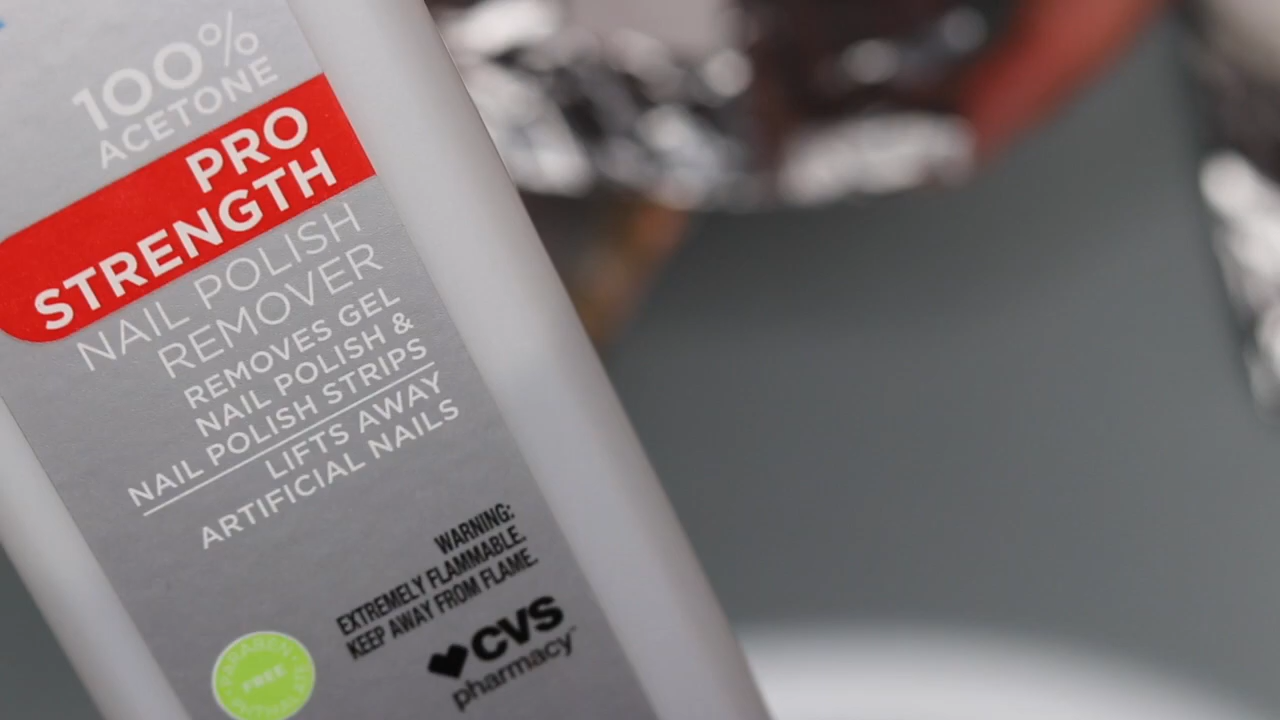 100%
ACETONE
PRO
STRENGTH
NAIL POLISH
REMOVER
REMOVES GEL
NAIL POLISH &
NAIL POLISH STRIPS
LIFTS AWAY
ARTIFICIAL NAILS
WARNING:
EXTREMELY FLAMMABLE.
KEEP AWAY FROM FLAME.
PARABEN
FREE
CVS
pharmacy